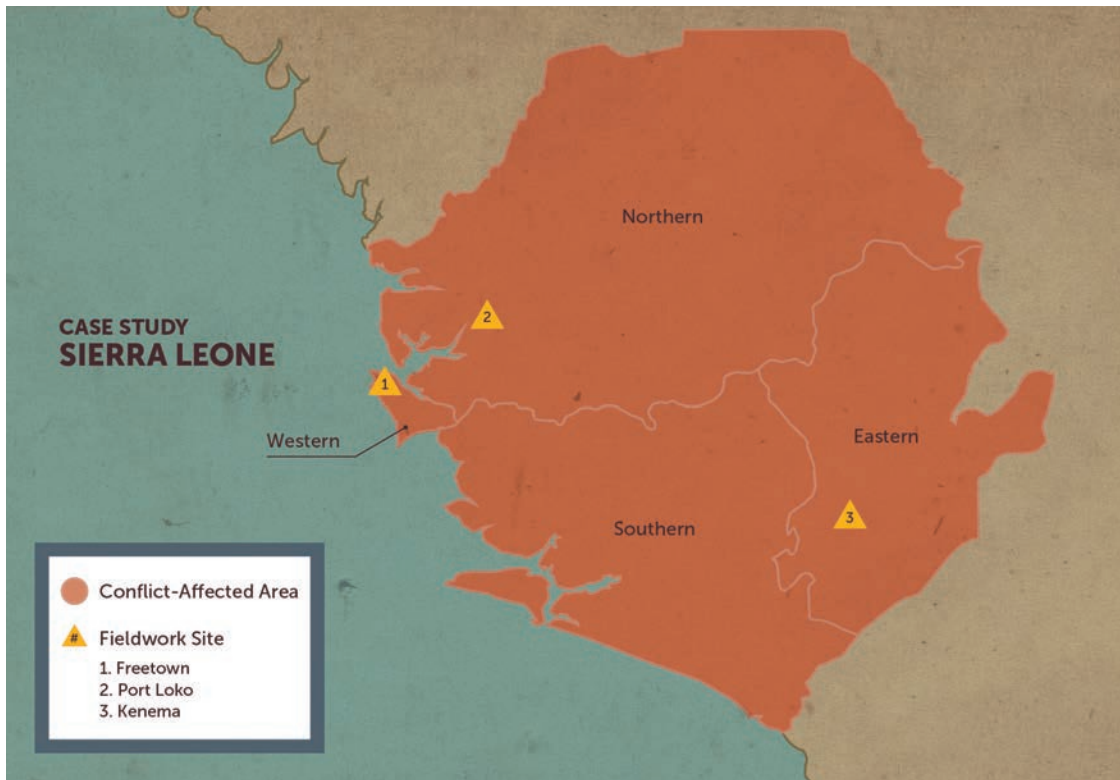 Northern
2
CASE STUDY
SIERRA LEONE
1
Western
Eastern
3
Southern
Conflict-Affected Area
# Fieldwork Site
1. Freetown
2. Port Loko
3. Kenema